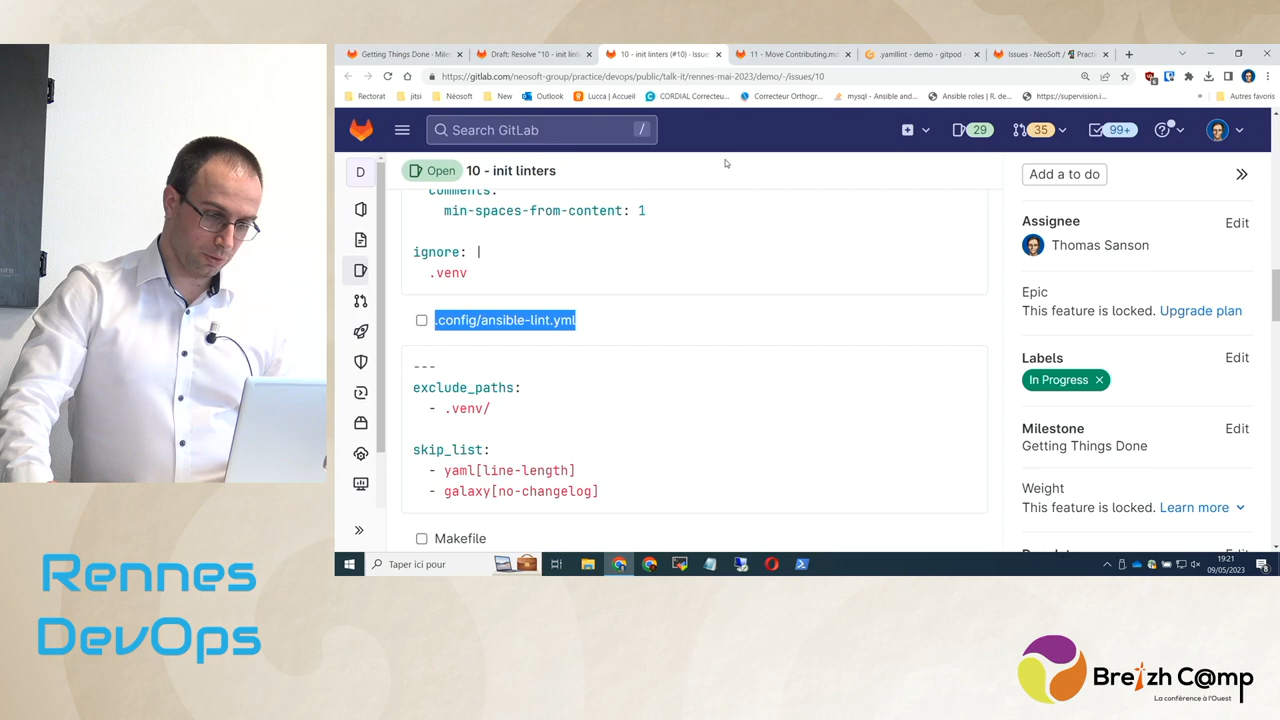 Getting Things Done - Miles
Draft: Resolve "10 - init lint
10 - init linters (#10) · Issue
11 - Move Contributing.md
.yamllint - demo - gitpod -
Issues · NeoSoft / Practi
https://gitlab.com/neosoft-group/practice/devops/public/talk-it/rennes-mai-2023/demo/-/issues/10
Rectorat
jitsi
Néosoft
New
Outlook
Lucca | Accueil
CORDIAL Correcteu...
Correcteur Orthogr...
mysql - Ansible and...
Ansible roles | R. de...
https://supervision.i...
»
Autres favoris
Search GitLab
/
29
35
99+
D
Open
10 - init linters
Add a to do
comments:
min-spaces-from-content: 1
ignore: |
.venv
.config/ansible-lint.yml
---
exclude_paths:
- .venv/
skip_list:
- yaml[line-length]
- galaxy[no-changelog]
Makefile
Assignee
Edit
Thomas Sanson
Epic
This feature is locked. Upgrade plan
Labels
Edit
In Progress ×
Milestone
Edit
Getting Things Done
Weight
This feature is locked. Learn more
Taper ici pour
19:21
09/05/2023
Rennes
DevOps
Breizh C@mp
La conférence à l'Ouest